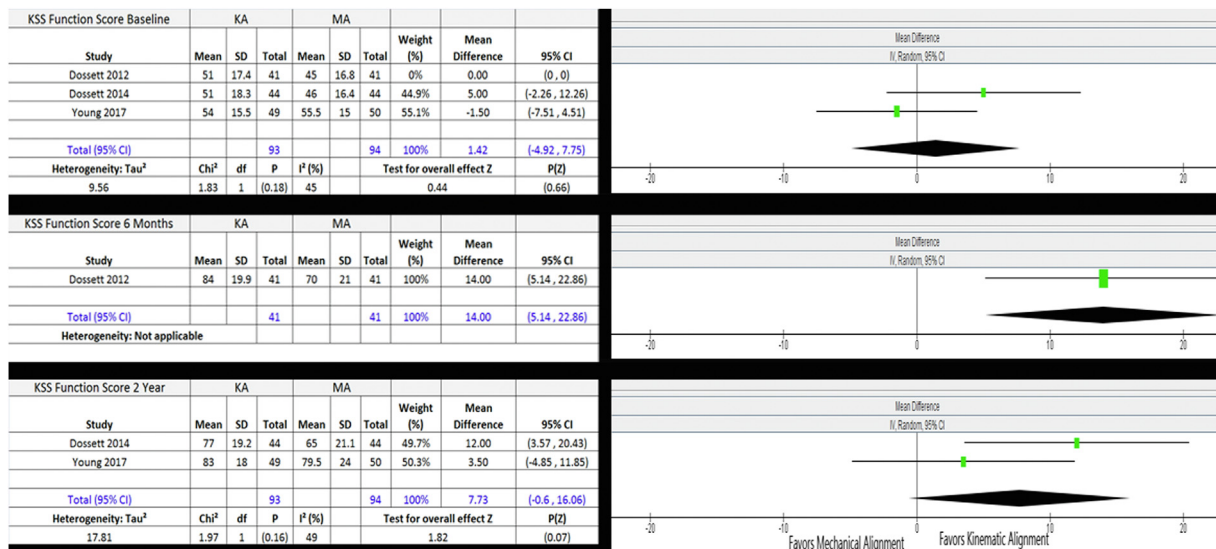 KSS Function Score Baseline KA MA
Study Mean SD Total Mean SD Total Weight (%) Mean Difference 95% CI
Dossett 2012 51 17.4 41 45 16.8 41 0% 0.00 (0 , 0)
Dossett 2014 51 18.3 44 46 16.4 44 44.9% 5.00 (-2.26 , 12.26)
Young 2017 54 15.5 49 55.5 15 50 55.1% -1.50 (-7.51 , 4.51)
Total (95% CI) 93 94 100% 1.42 (-4.92 , 7.75)
Heterogeneity: Tau² Chi² df P I² (%) Test for overall effect Z P(Z)
9.56 1.83 1 (0.18) 45 0.44 (0.66)
Mean Difference
IV, Random, 95% CI
-20 -10 0 10 20
KSS Function Score 6 Months KA MA
Study Mean SD Total Mean SD Total Weight (%) Mean Difference 95% CI
Dossett 2012 84 19.9 41 70 21 41 100% 14.00 (5.14 , 22.86)
Total (95% CI) 41 41 100% 14.00 (5.14 , 22.86)
Heterogeneity: Not applicable
Mean Difference
IV, Random, 95% CI
-20 -10 0 10 20
KSS Function Score 2 Year KA MA
Study Mean SD Total Mean SD Total Weight (%) Mean Difference 95% CI
Dossett 2014 77 19.2 44 65 21.1 44 49.7% 12.00 (3.57 , 20.43)
Young 2017 83 18 49 79.5 24 50 50.3% 3.50 (-4.85 , 11.85)
Total (95% CI) 93 94 100% 7.73 (-0.6 , 16.06)
Heterogeneity: Tau² Chi² df P I² (%) Test for overall effect Z P(Z)
17.81 1.97 1 (0.16) 49 1.82 (0.07)
Mean Difference
IV, Random, 95% CI
-20 -10 0 10 20
Favors Mechanical Alignment Favors Kinematic Alignment